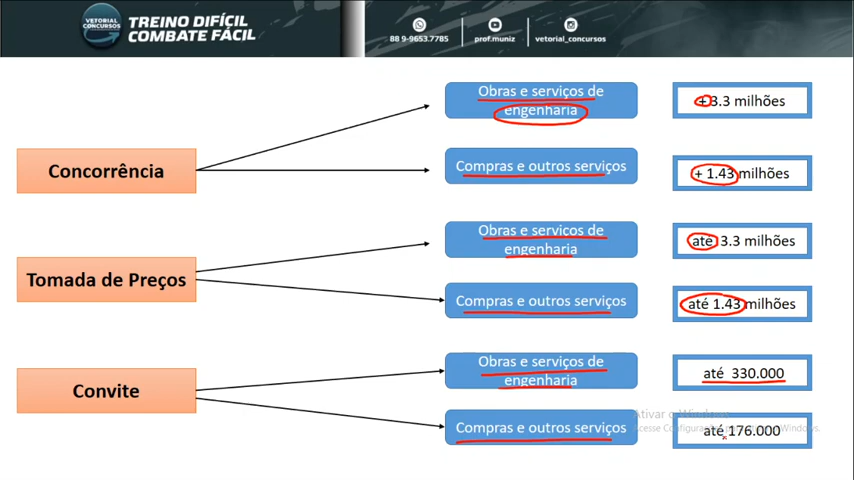 VETORIAL
CONCURSOS
TREINO DIFÍCIL
COMBATE FÁCIL
88 9-9653.7785
prof.muniz
vetorial_concursos
Obras e serviços de
engenharia
+ 3.3 milhões
Concorrência
Compras e outros serviços
+ 1.43 milhões
Obras e serviços de
engenharia
até 3.3 milhões
Tomada de Preços
Compras e outros serviços
até 1.43 milhões
Obras e serviços de
engenharia
até 330.000
Convite
Compras e outros serviços
até 176.000
Ativar o Windows